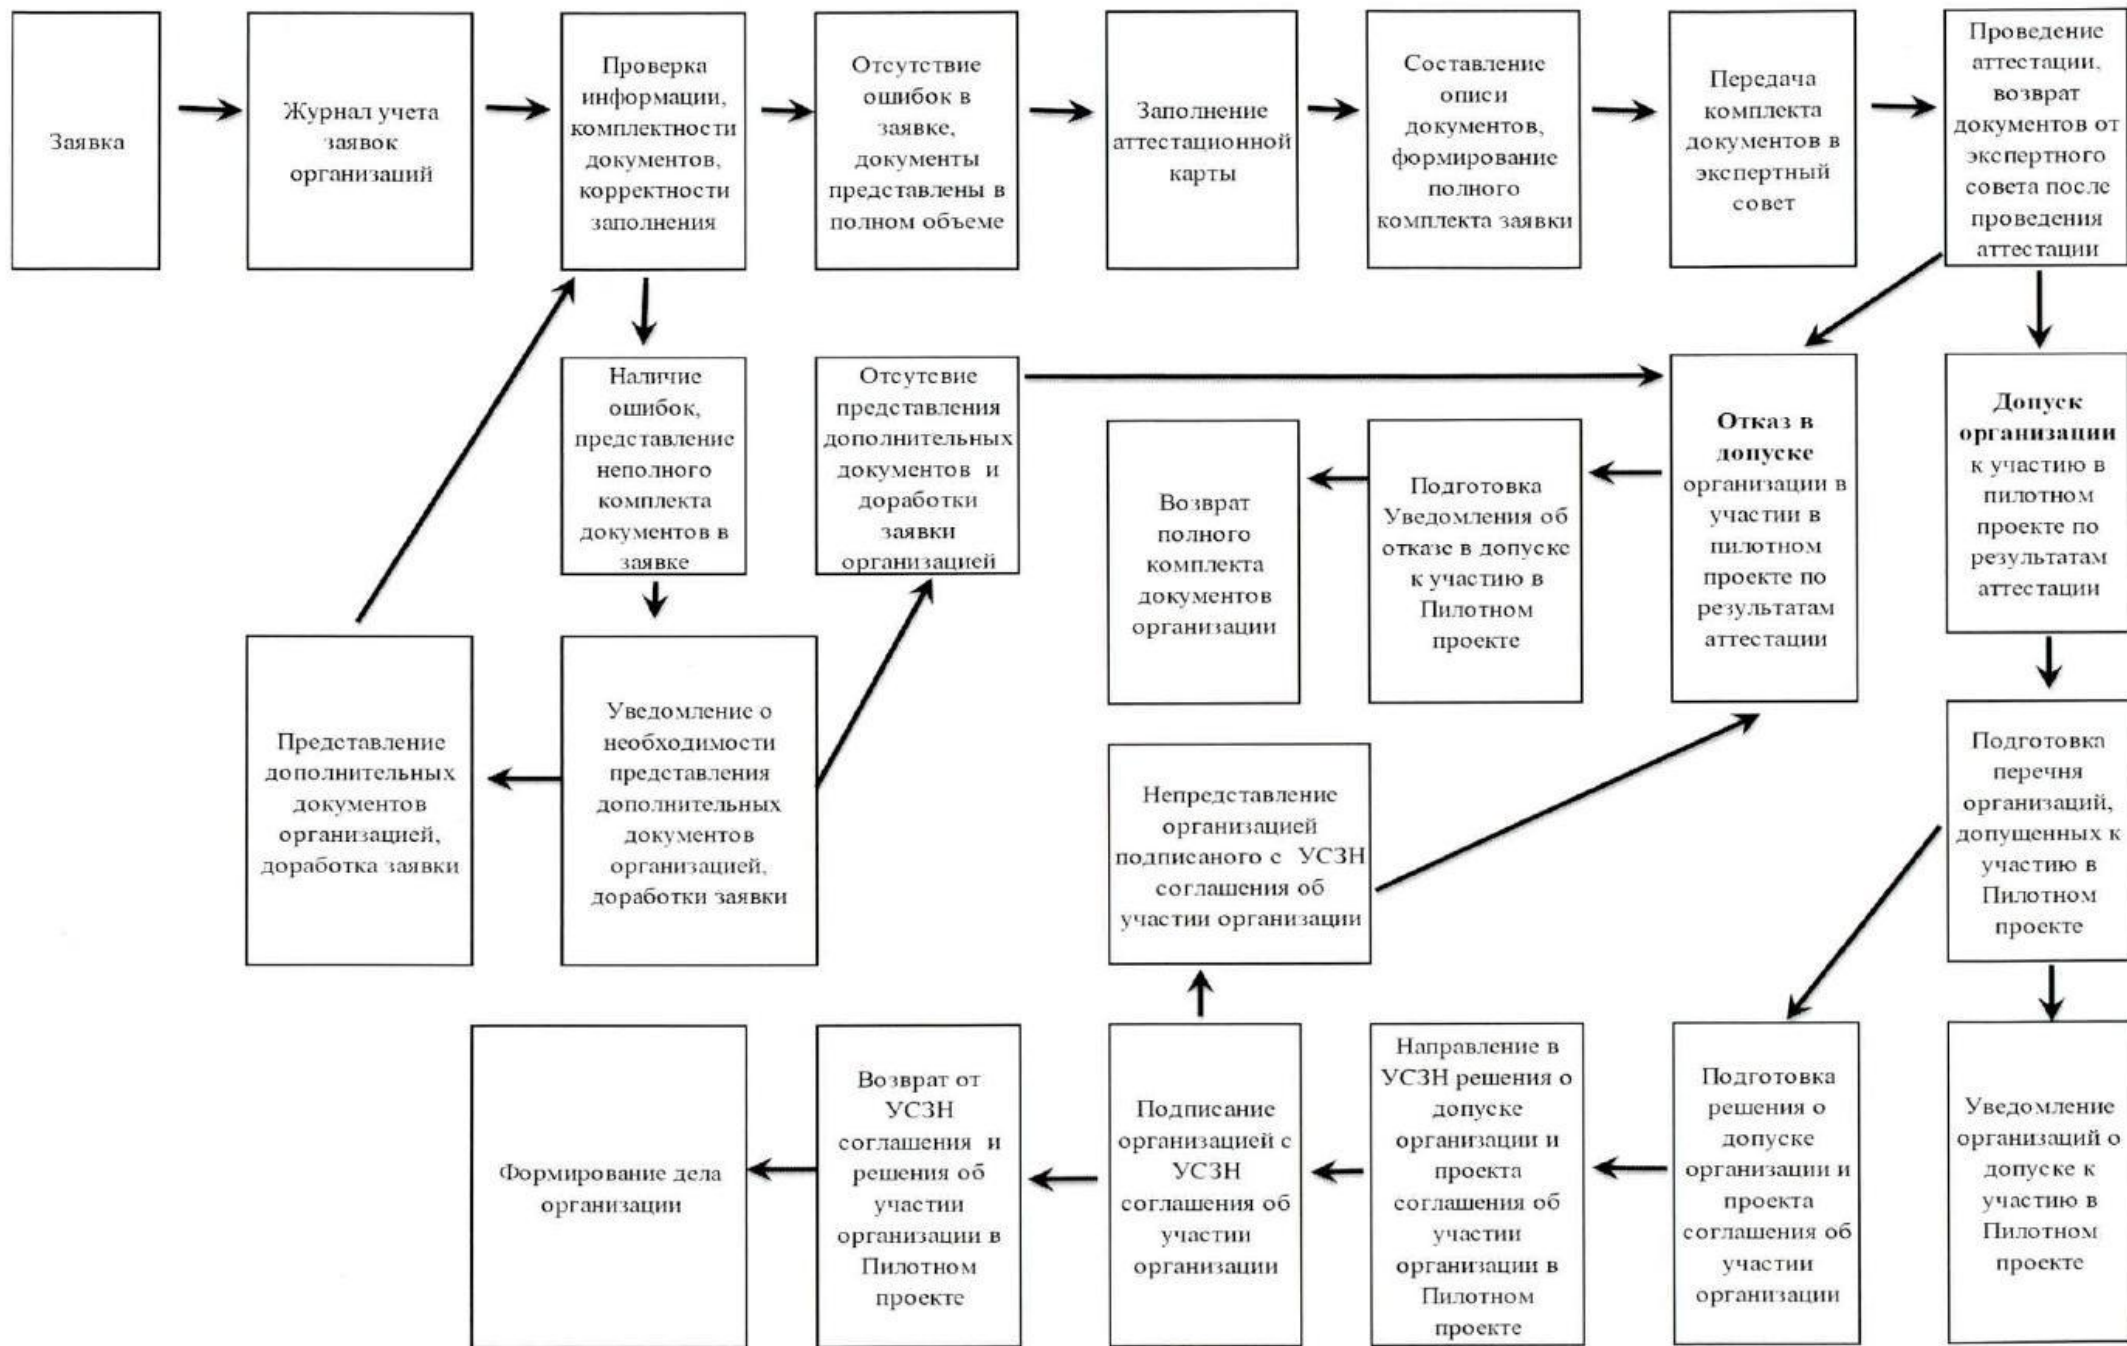 Заявка
Журнал учета
заявок
организаций
Проверка
информации,
комплектности
документов,
корректности
заполнения
Отсутствие
ошибок в
заявке,
документы
представлены в
полном объеме
Заполнение
аттестационной
карты
Составление
описи
документов,
формирование
полного
комплекта заявки
Передача
комплекта
документов в
экспертный
совет
Проведение
аттестации,
возврат
документов от
экспертного
совета после
проведения
аттестации
Наличие
ошибок,
представление
неполного
комплекта
документов в
заявке
Отсутсвие
представления
дополнительных
документов и
доработки
заявки
организацией
Возврат
полного
комплекта
документов
организации
Подготовка
Уведомления об
отказе в допуске
к участию в
Пилотном
проекте
Отказ в
допуске
организации в
участии в
пилотном
проекте по
результатам
аттестации
Допуск
организации
к участию в
пилотном
проекте по
результатам
аттестации
Представление
дополнительных
документов
организацией,
доработка заявки
Уведомление о
необходимости
представления
дополнительных
документов
организацией,
доработки заявки
Непредставление
организацией
подписаного с УСЗН
соглашения об
участии организации
Подготовка
перечня
организаций,
допущенных к
участию в
Пилотном
проекте
Формирование дела
организации
Возврат от
УСЗН
соглашения и
решения об
участии
организации в
Пилотном
проекте
Подписание
организацией с
УСЗН
соглашения об
участии
организации
Направление в
УСЗН решения о
допуске
организации и
проекта
соглашения об
участии
организации в
Пилотном
проекте
Подготовка
решения о
допуске
организации и
проекта
соглашения об
участии
организации
Уведомление
организаций о
допуске к
участию в
Пилотном
проекте